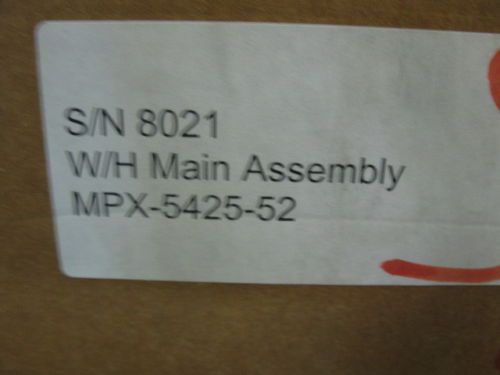 S/N 8021
W/H Main Assembly
MPX-5425-52